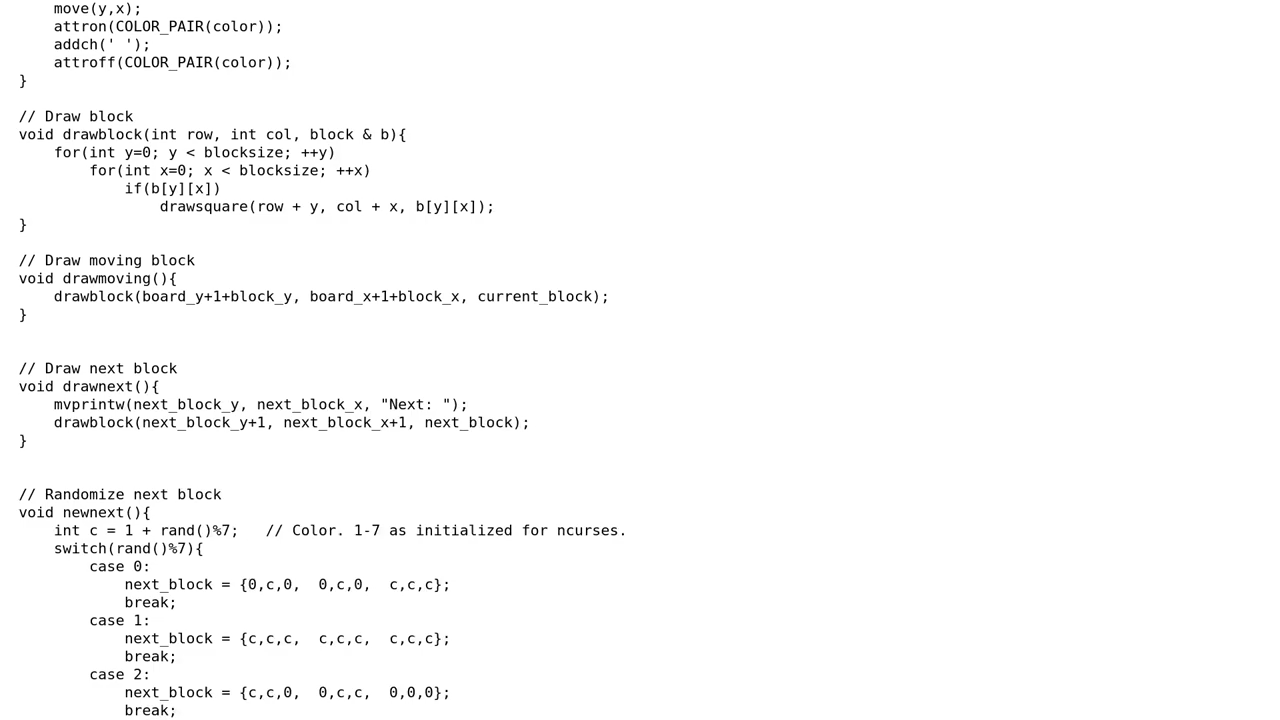 move(y,x);
    attron(COLOR_PAIR(color));
    addch(' ');
    attroff(COLOR_PAIR(color));
}

// Draw block
void drawblock(int row, int col, block & b){
    for(int y=0; y < blocksize; ++y)
        for(int x=0; x < blocksize; ++x)
            if(b[y][x])
                drawsquare(row + y, col + x, b[y][x]);
}

// Draw moving block
void drawmoving(){
    drawblock(board_y+1+block_y, board_x+1+block_x, current_block);
}


// Draw next block
void drawnext(){
    mvprintw(next_block_y, next_block_x, "Next: ");
    drawblock(next_block_y+1, next_block_x+1, next_block);
}


// Randomize next block
void newnext(){
    int c = 1 + rand()%7;   // Color. 1-7 as initialized for ncurses.
    switch(rand()%7){
        case 0:
            next_block = {0,c,0,  0,c,0,  c,c,c};
            break;
        case 1:
            next_block = {c,c,c,  c,c,c,  c,c,c};
            break;
        case 2:
            next_block = {c,c,0,  0,c,c,  0,0,0};
            break;